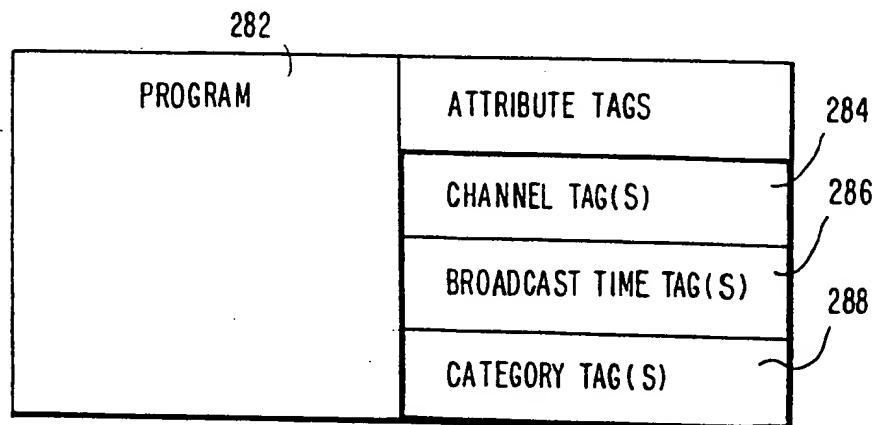 282
PROGRAM
ATTRIBUTE TAGS
284
CHANNEL TAG(S)
286
BROADCAST TIME TAG(S)
288
CATEGORY TAG(S)